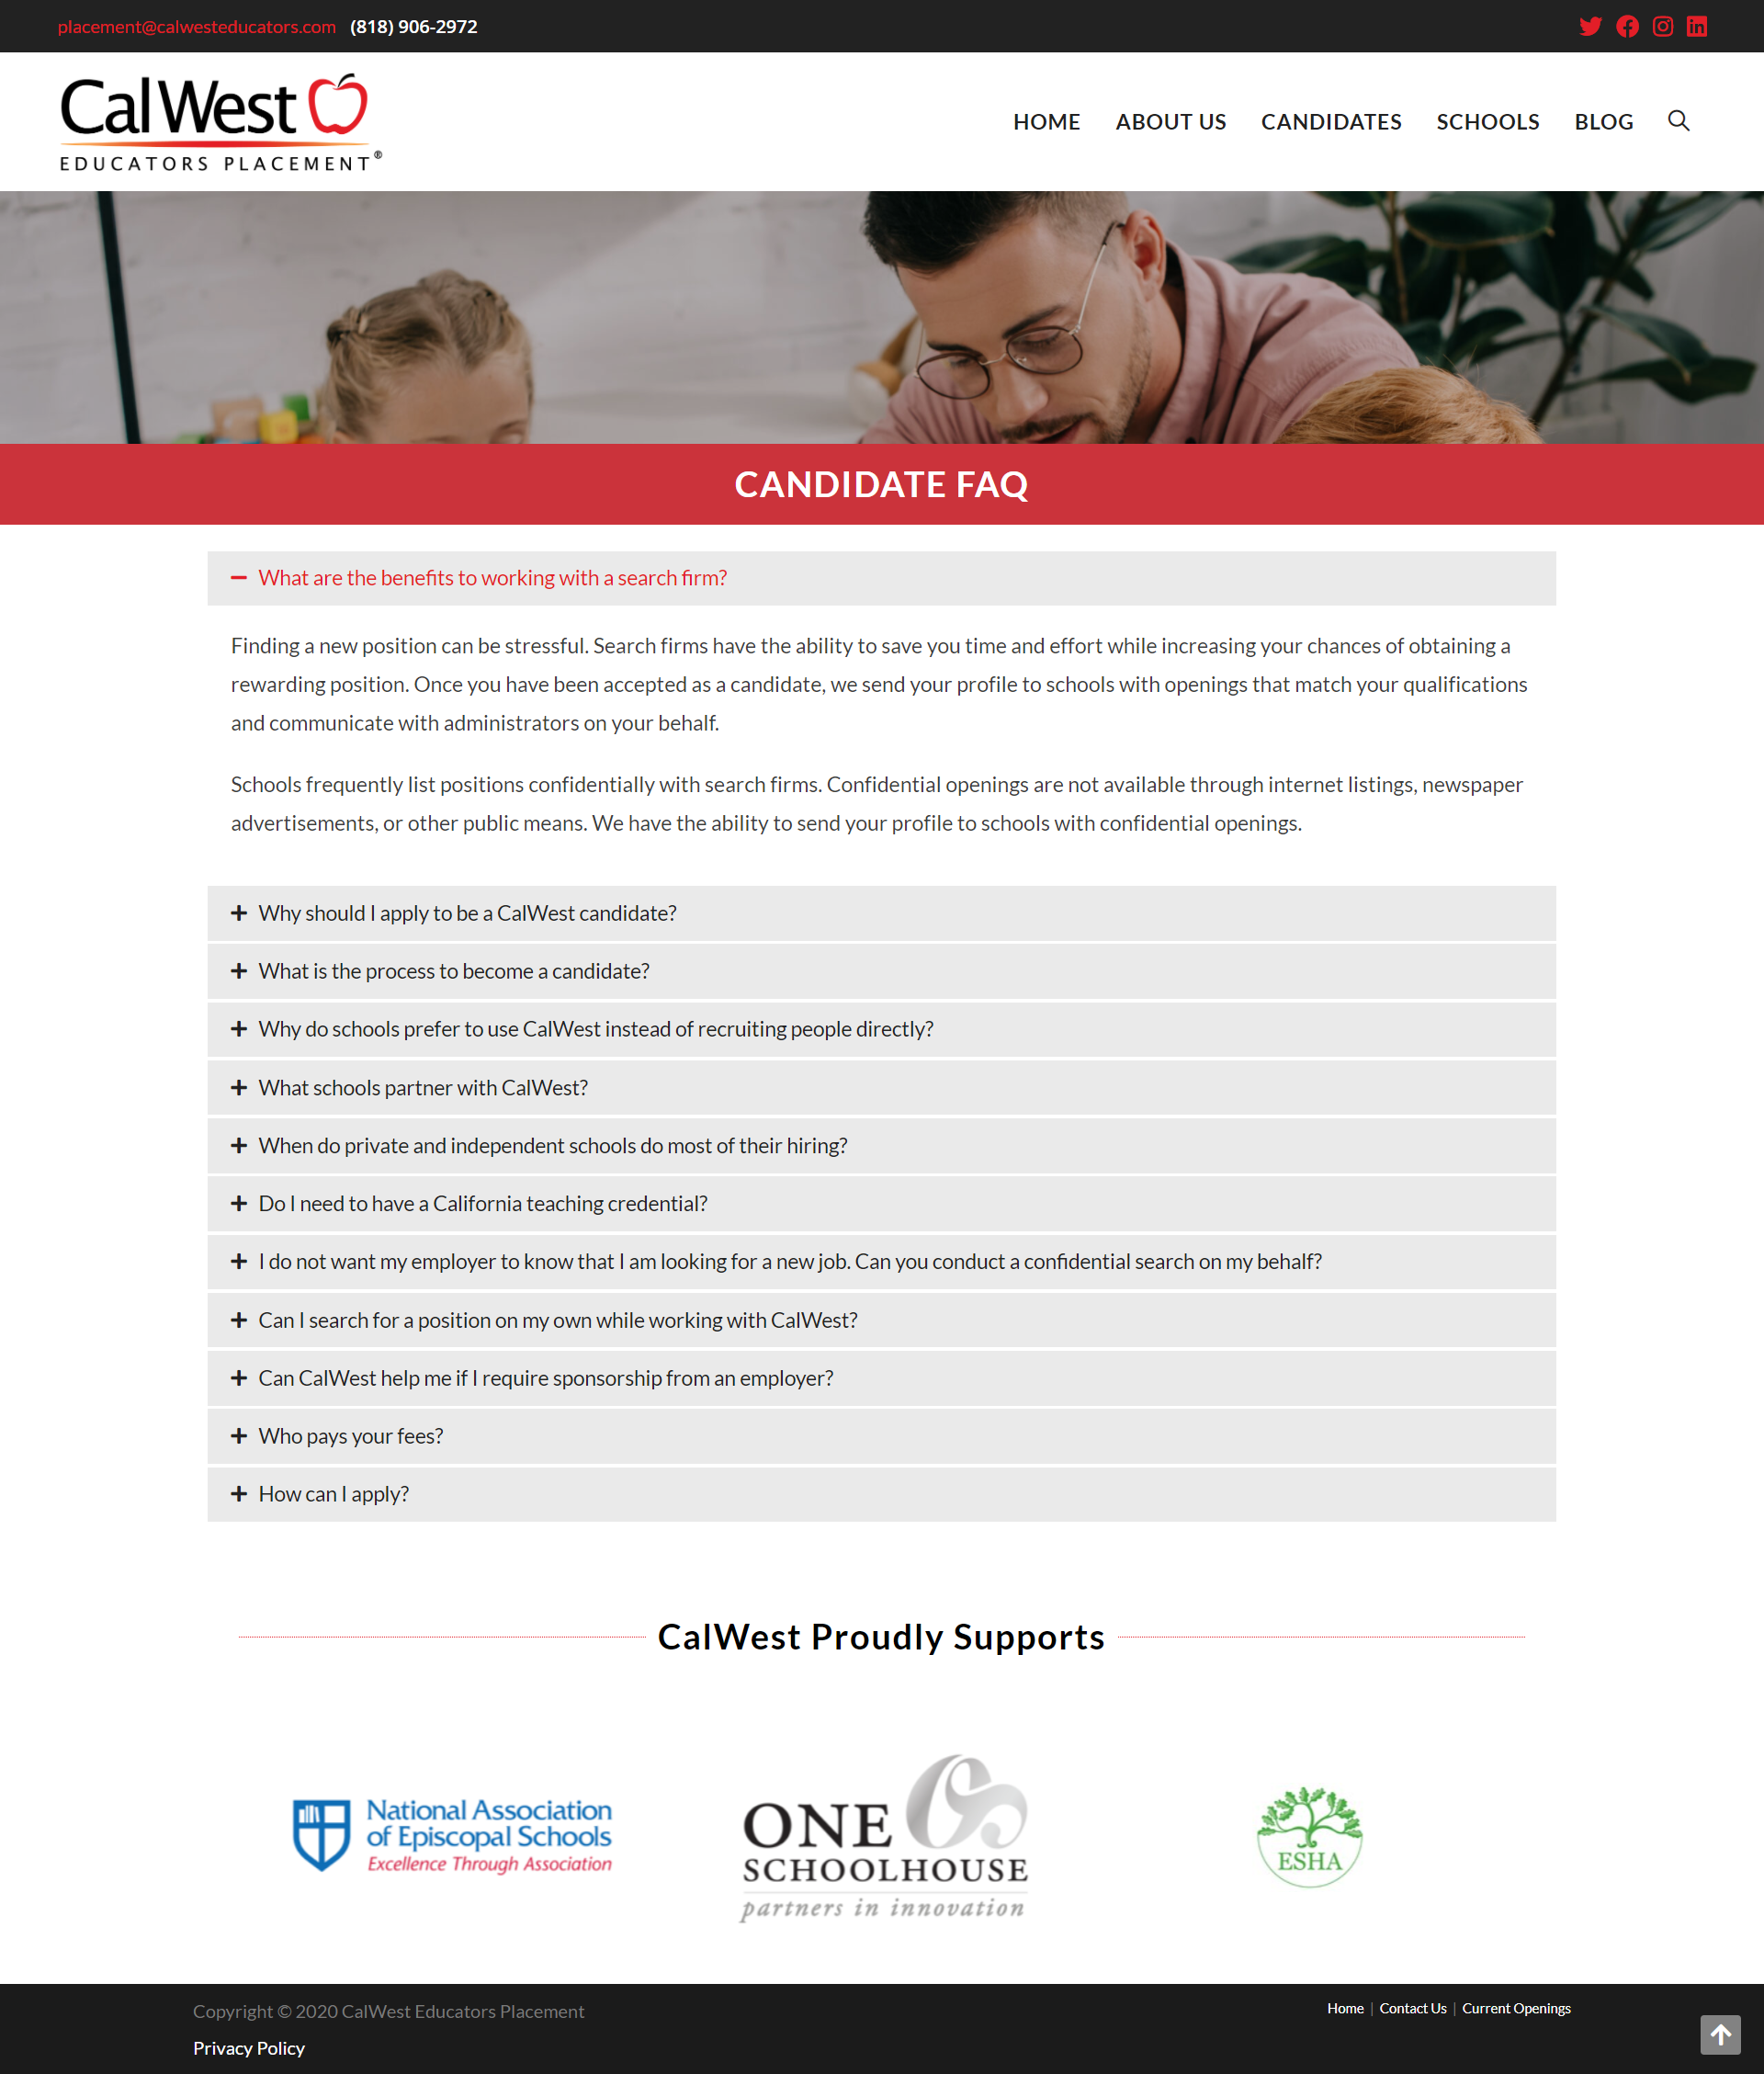 placement@calwesteducators.com (818) 906-2972
CalWest
EDUCATORS PLACEMENT®
HOME ABOUT US CANDIDATES SCHOOLS BLOG
CANDIDATE FAQ
What are the benefits to working with a search firm?
Finding a new position can be stressful. Search firms have the ability to save you time and effort while increasing your chances of obtaining a
rewarding position. Once you have been accepted as a candidate, we send your profile to schools with openings that match your qualifications
and communicate with administrators on your behalf.
Schools frequently list positions confidentially with search firms. Confidential openings are not available through internet listings, newspaper
advertisements, or other public means. We have the ability to send your profile to schools with confidential openings.
Why should I apply to be a CalWest candidate?
What is the process to become a candidate?
Why do schools prefer to use CalWest instead of recruiting people directly?
What schools partner with CalWest?
When do private and independent schools do most of their hiring?
Do I need to have a California teaching credential?
I do not want my employer to know that I am looking for a new job. Can you conduct a confidential search on my behalf?
Can I search for a position on my own while working with CalWest?
Can CalWest help me if I require sponsorship from an employer?
Who pays your fees?
How can I apply?
CalWest Proudly Supports
National Association
of Episcopal Schools
Excellence Through Association
ONE
SCHOOLHOUSE
partners in innovation
ESHA
Copyright © 2020 CalWest Educators Placement
Home | Contact Us | Current Openings
Privacy Policy